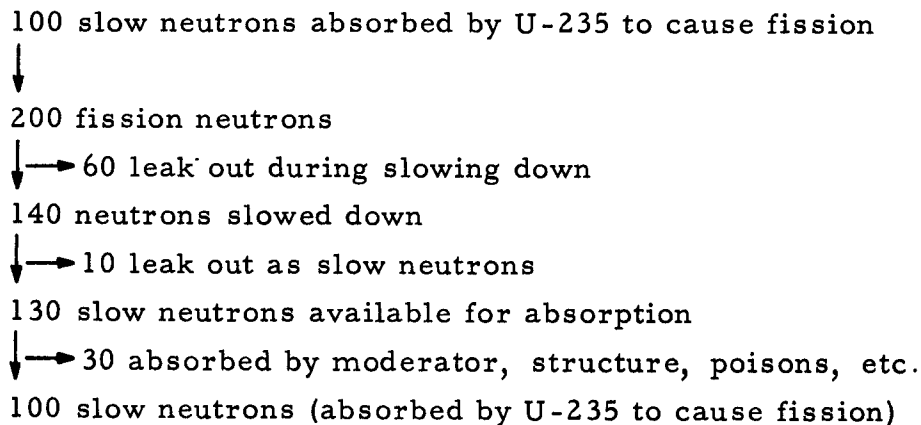 100 slow neutrons absorbed by U-235 to cause fission
200 fission neutrons
60 leak out during slowing down
140 neutrons slowed down
10 leak out as slow neutrons
130 slow neutrons available for absorption
30 absorbed by moderator, structure, poisons, etc.
100 slow neutrons (absorbed by U-235 to cause fission)